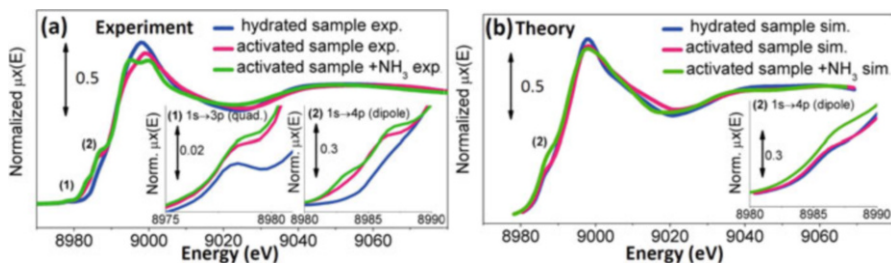 (a) Experiment
hydrated sample exp.
activated sample exp.
activated sample +NH3 exp.
0.5
(1) 1s→3p (quad.)
0.02
Norm. μx(E)
8975 8980
(2) 1s→4p (dipole)
0.3
Norm. μx(E)
8980 8985 8990
(2)
(1)
Normalized μx(E)
8980 9000 9020 9040 9060
Energy (eV)
(b) Theory
hydrated sample sim.
activated sample sim.
activated sample +NH3 sim.
0.5
(2)
(2) 1s→4p (dipole)
0.3
Norm. μx(E)
8980 8985 8990
Normalized μx(E)
8980 9000 9020 9040 9060
Energy (eV)